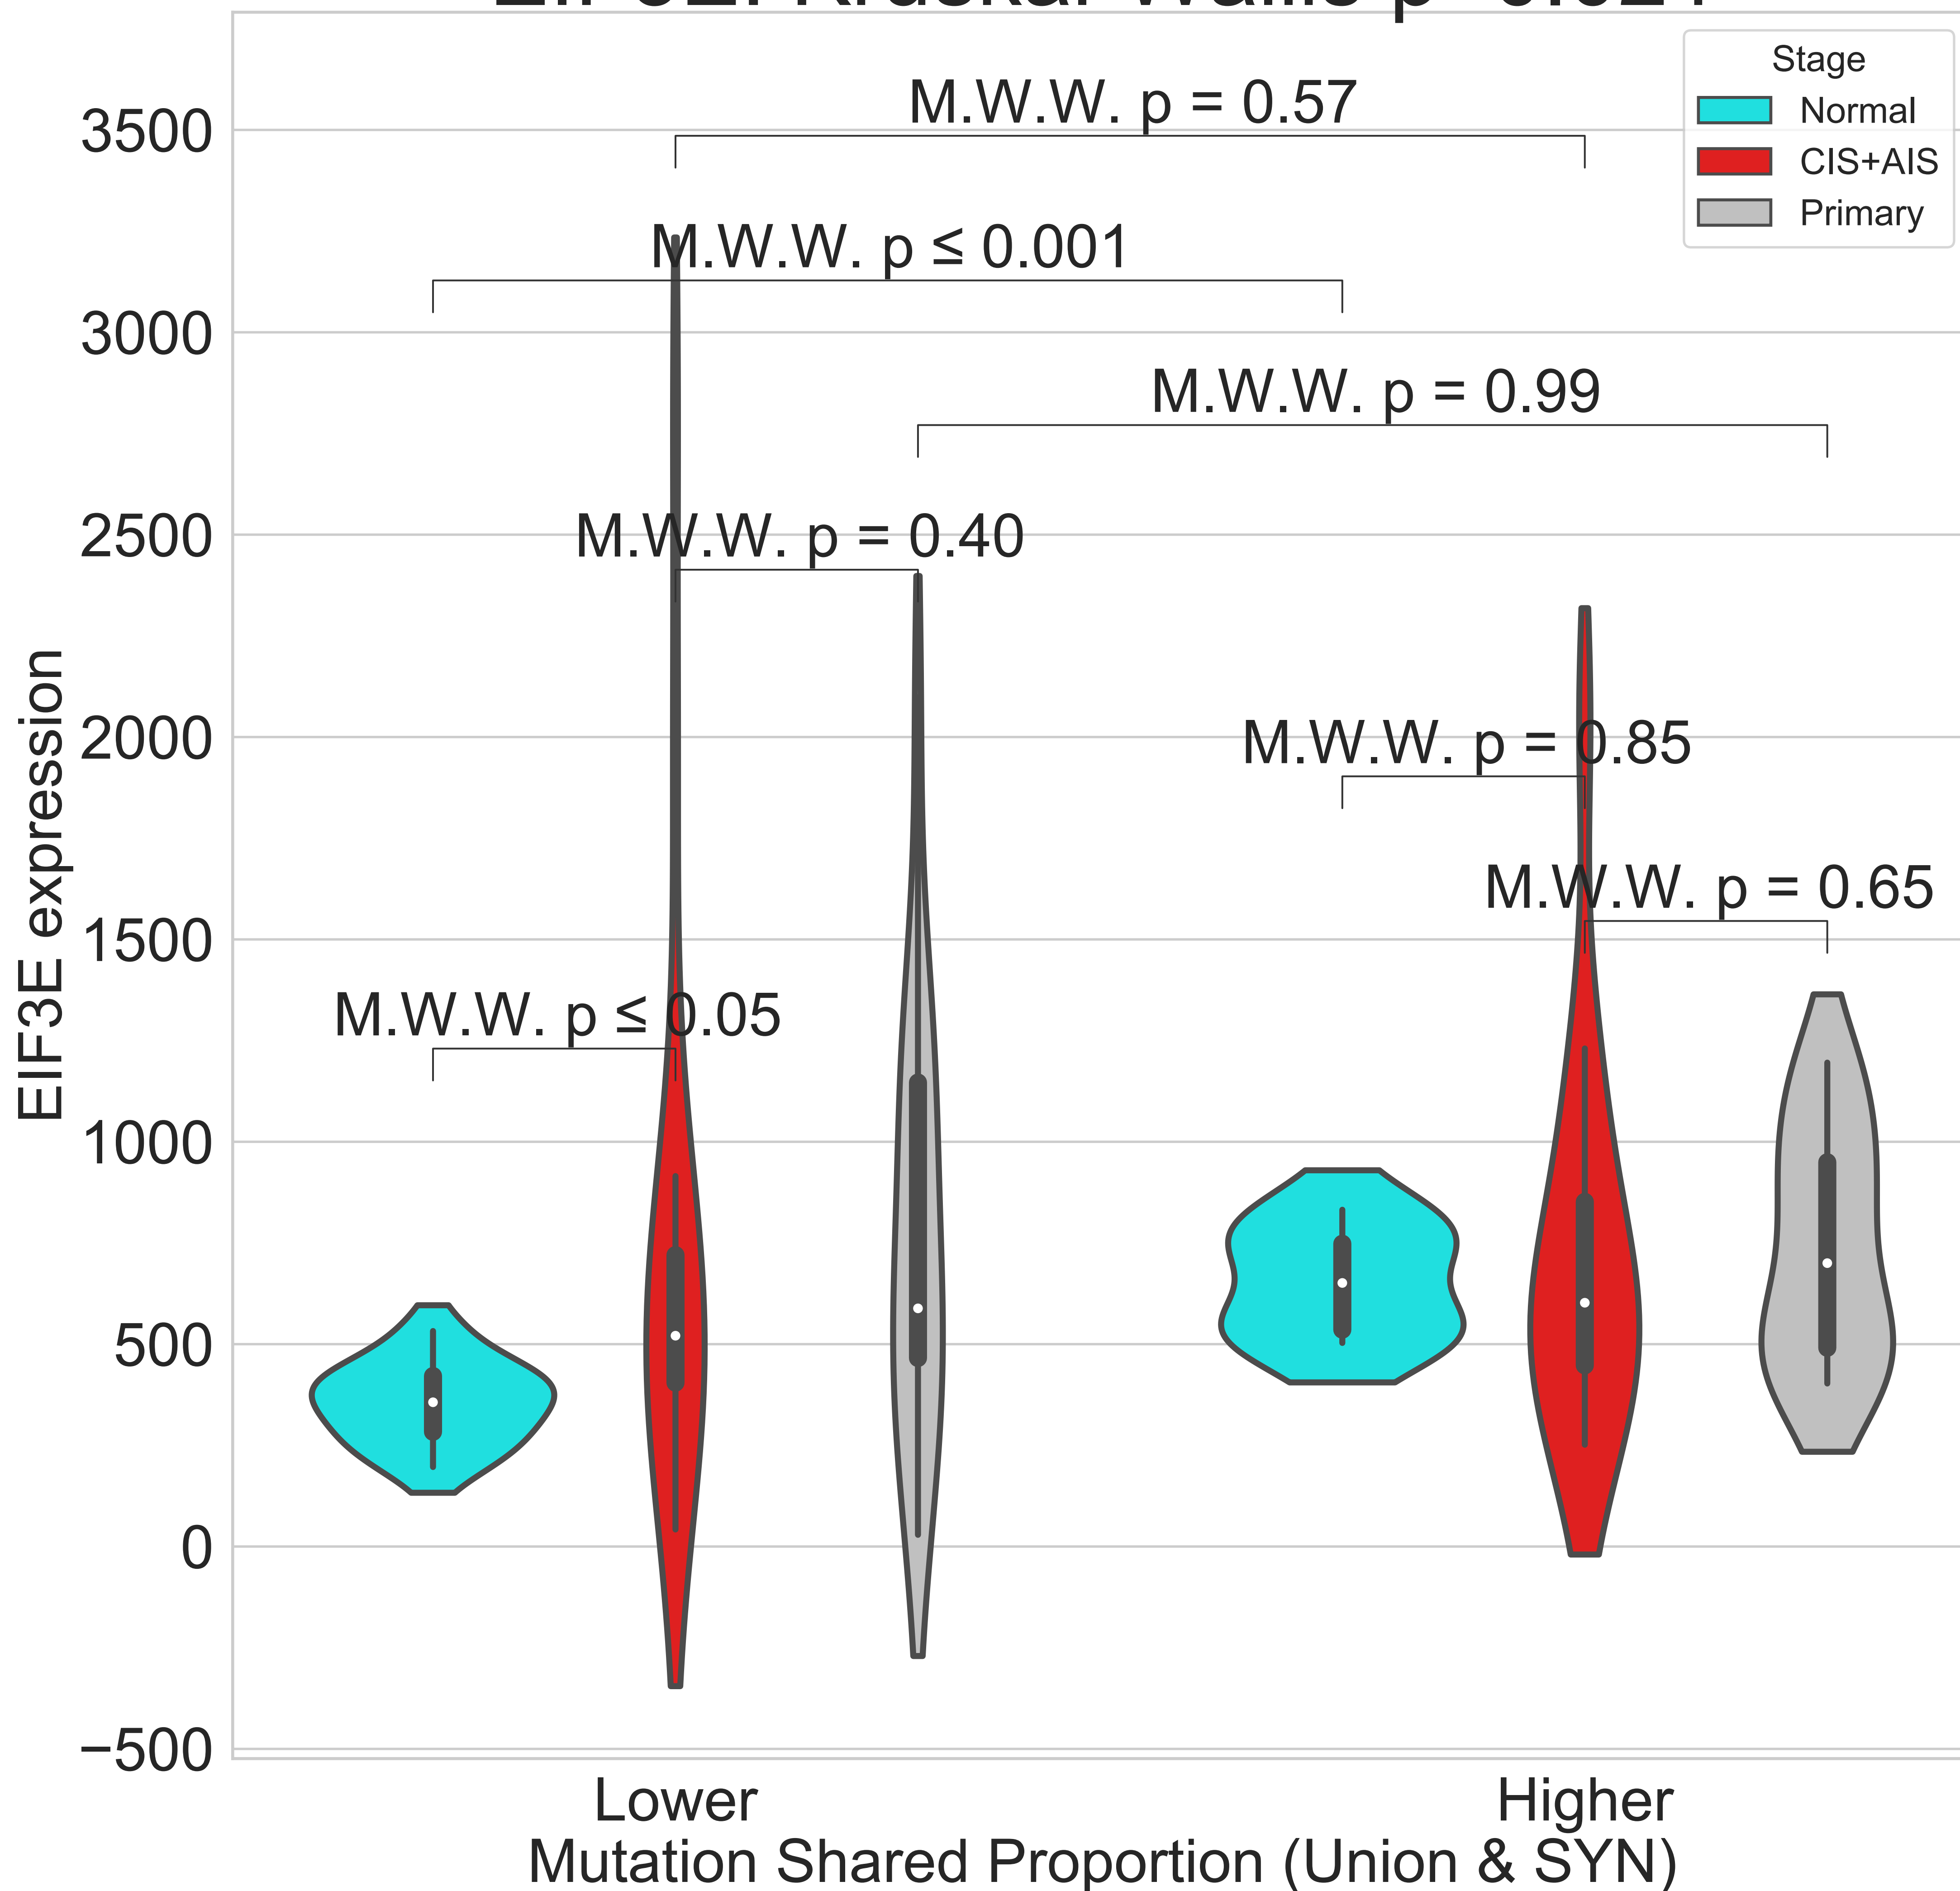 Stage
Normal
CIS+AIS
Primary
M.W.W. p = 0.57
M.W.W. p ≤ 0.001
M.W.W. p = 0.99
M.W.W. p = 0.40
M.W.W. p = 0.85
M.W.W. p = 0.65
M.W.W. p ≤ 0.05
3500
3000
2500
2000
1500
1000
500
0
−500
EIF3E expression
Lower
Higher
Mutation Shared Proportion (Union & SYN)